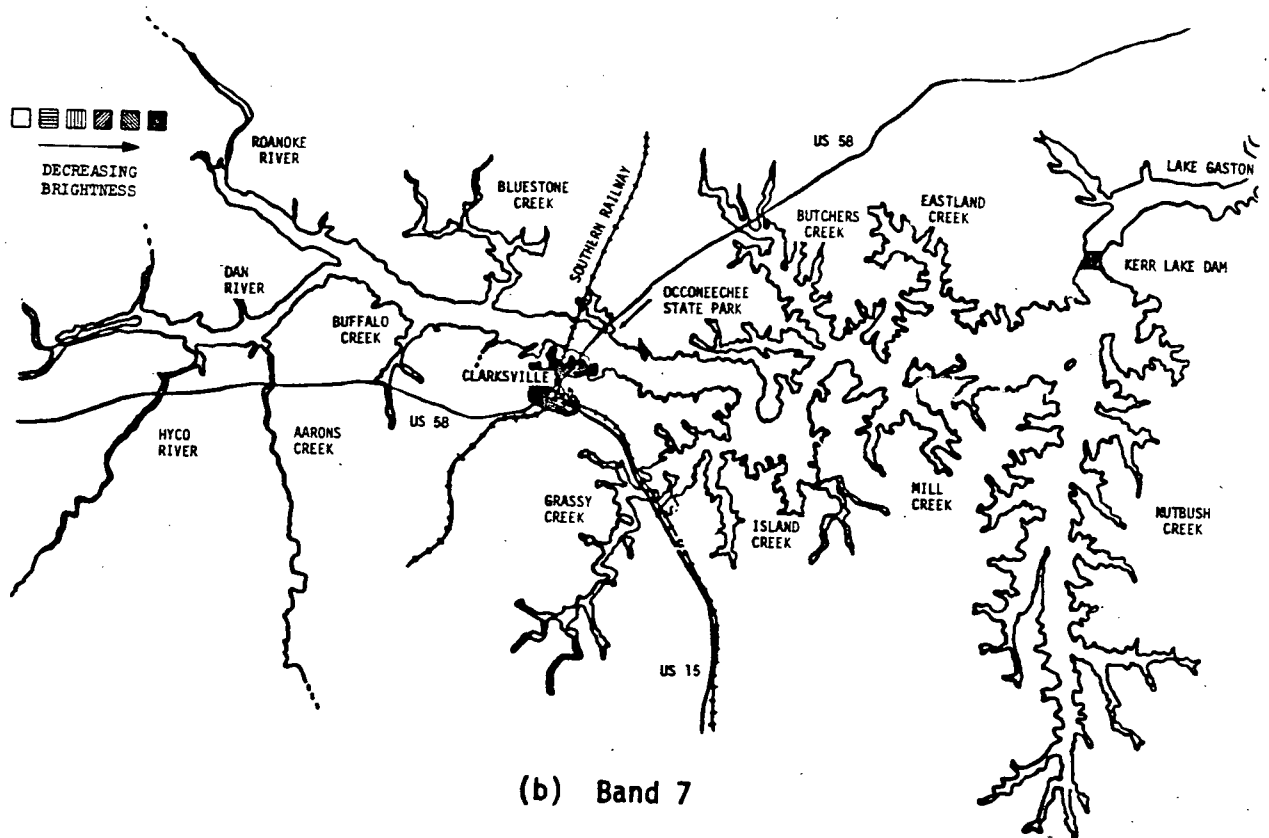 ROANOKE
RIVER
DECREASING
BRIGHTNESS
BLUESTONE
CREEK
SOUTHERN RAILWAY
US 58
LAKE GASTON
EASTLAND
CREEK
BUTCHERS
CREEK
KERR LAKE DAM
DAN
RIVER
OCCONEECHEE
STATE PARK
BUFFALO
CREEK
CLARKSVILLE
US 58
HYCO
RIVER
AARONS
CREEK
GRASSY
CREEK
ISLAND
CREEK
MILL
CREEK
NUTBUSH
CREEK
US 15
(b) Band 7